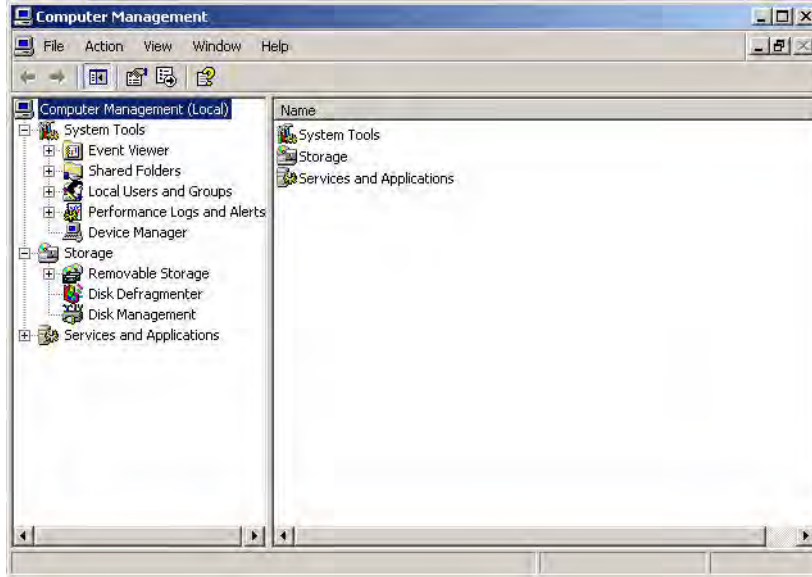 Computer Management
File Action View Window Help
Computer Management (Local)
System Tools
Event Viewer
Shared Folders
Local Users and Groups
Performance Logs and Alerts
Device Manager
Storage
Removable Storage
Disk Defragmenter
Disk Management
Services and Applications
Name
System Tools
Storage
Services and Applications